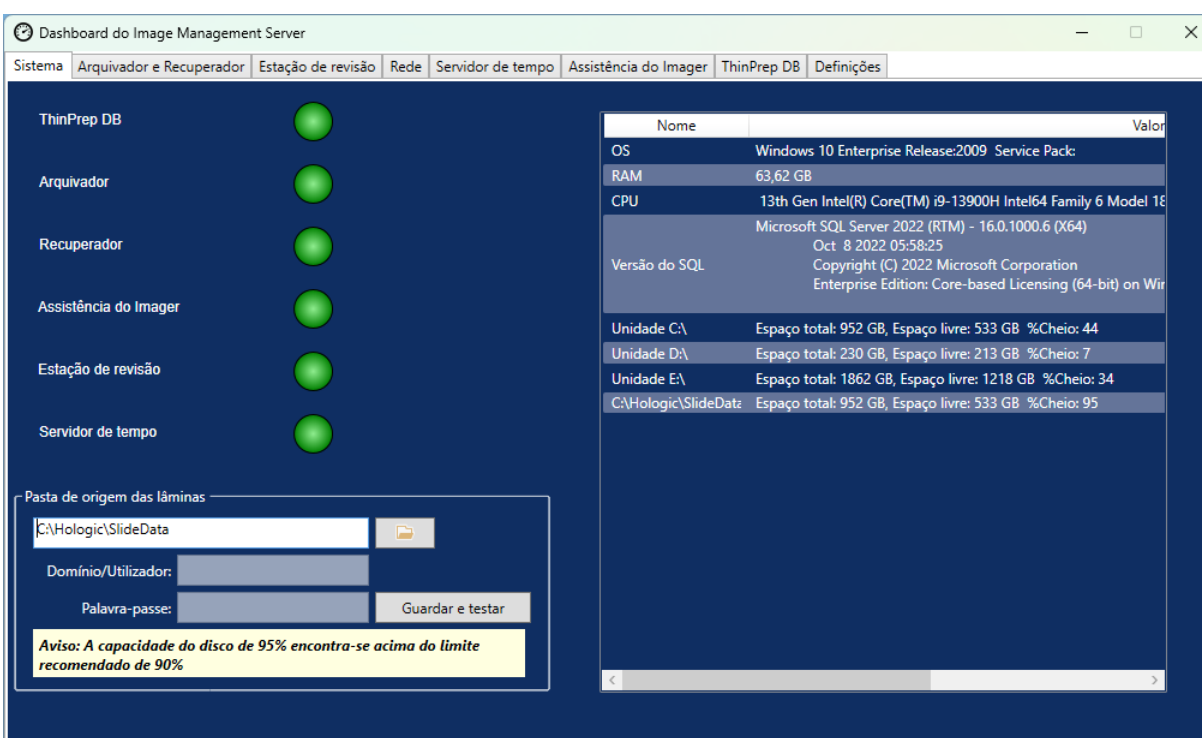 Dashboard do Image Management Server
Sistema Arquivador e Recuperador Estação de revisão Rede Servidor de tempo Assistência do Imager ThinPrep DB Definições
ThinPrep DB
Arquivador
Recuperador
Assistência do Imager
Estação de revisão
Servidor de tempo
Pasta de origem das lâminas
C:\Hologic\SlideData
Domínio/Utilizador:
Palavra-passe:
Guardar e testar
Aviso: A capacidade do disco de 95% encontra-se acima do limite
recomendado de 90%
Nome Valor
OS Windows 10 Enterprise Release:2009 Service Pack:
RAM 63,62 GB
CPU 13th Gen Intel(R) Core(TM) i9-13900H Intel64 Family 6 Model 18
Versão do SQL
Microsoft SQL Server 2022 (RTM) - 16.0.1000.6 (X64)
Oct 8 2022 05:58:25
Copyright (C) 2022 Microsoft Corporation
Enterprise Edition: Core-based Licensing (64-bit) on Wir
Unidade C:\ Espaço total: 952 GB, Espaço livre: 533 GB %Cheio: 44
Unidade D:\ Espaço total: 230 GB, Espaço livre: 213 GB %Cheio: 7
Unidade E:\ Espaço total: 1862 GB, Espaço livre: 1218 GB %Cheio: 34
C:\Hologic\SlideData Espaço total: 952 GB, Espaço livre: 533 GB %Cheio: 95